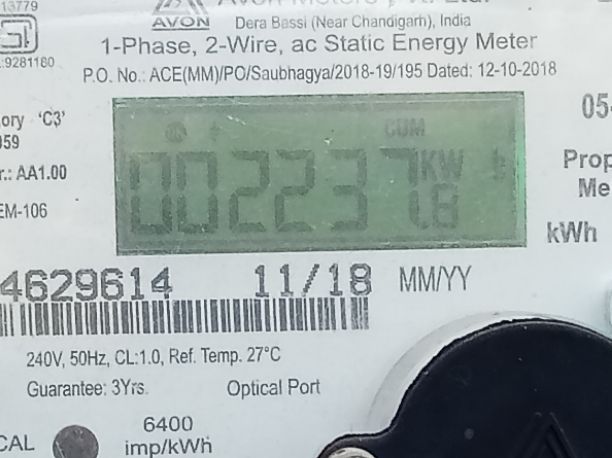 13779
AVON
Dera Bassi (Near Chandigarh), India
:9281160
1-Phase, 2-Wire, ac Static Energy Meter
P.O. No.: ACE(MM)/PO/Saubhagya/2018-19/195 Dated: 12-10-2018
ory 'C3'
059
r.: AA1.00
EM-106
CUM
002237
KW
05
Prop
Me
kWh
4629614 11/18 MM/YY
240V, 50Hz, CL:1.0, Ref. Temp. 27°C
Guarantee: 3Yrs. Optical Port
CAL
6400
imp/kWh